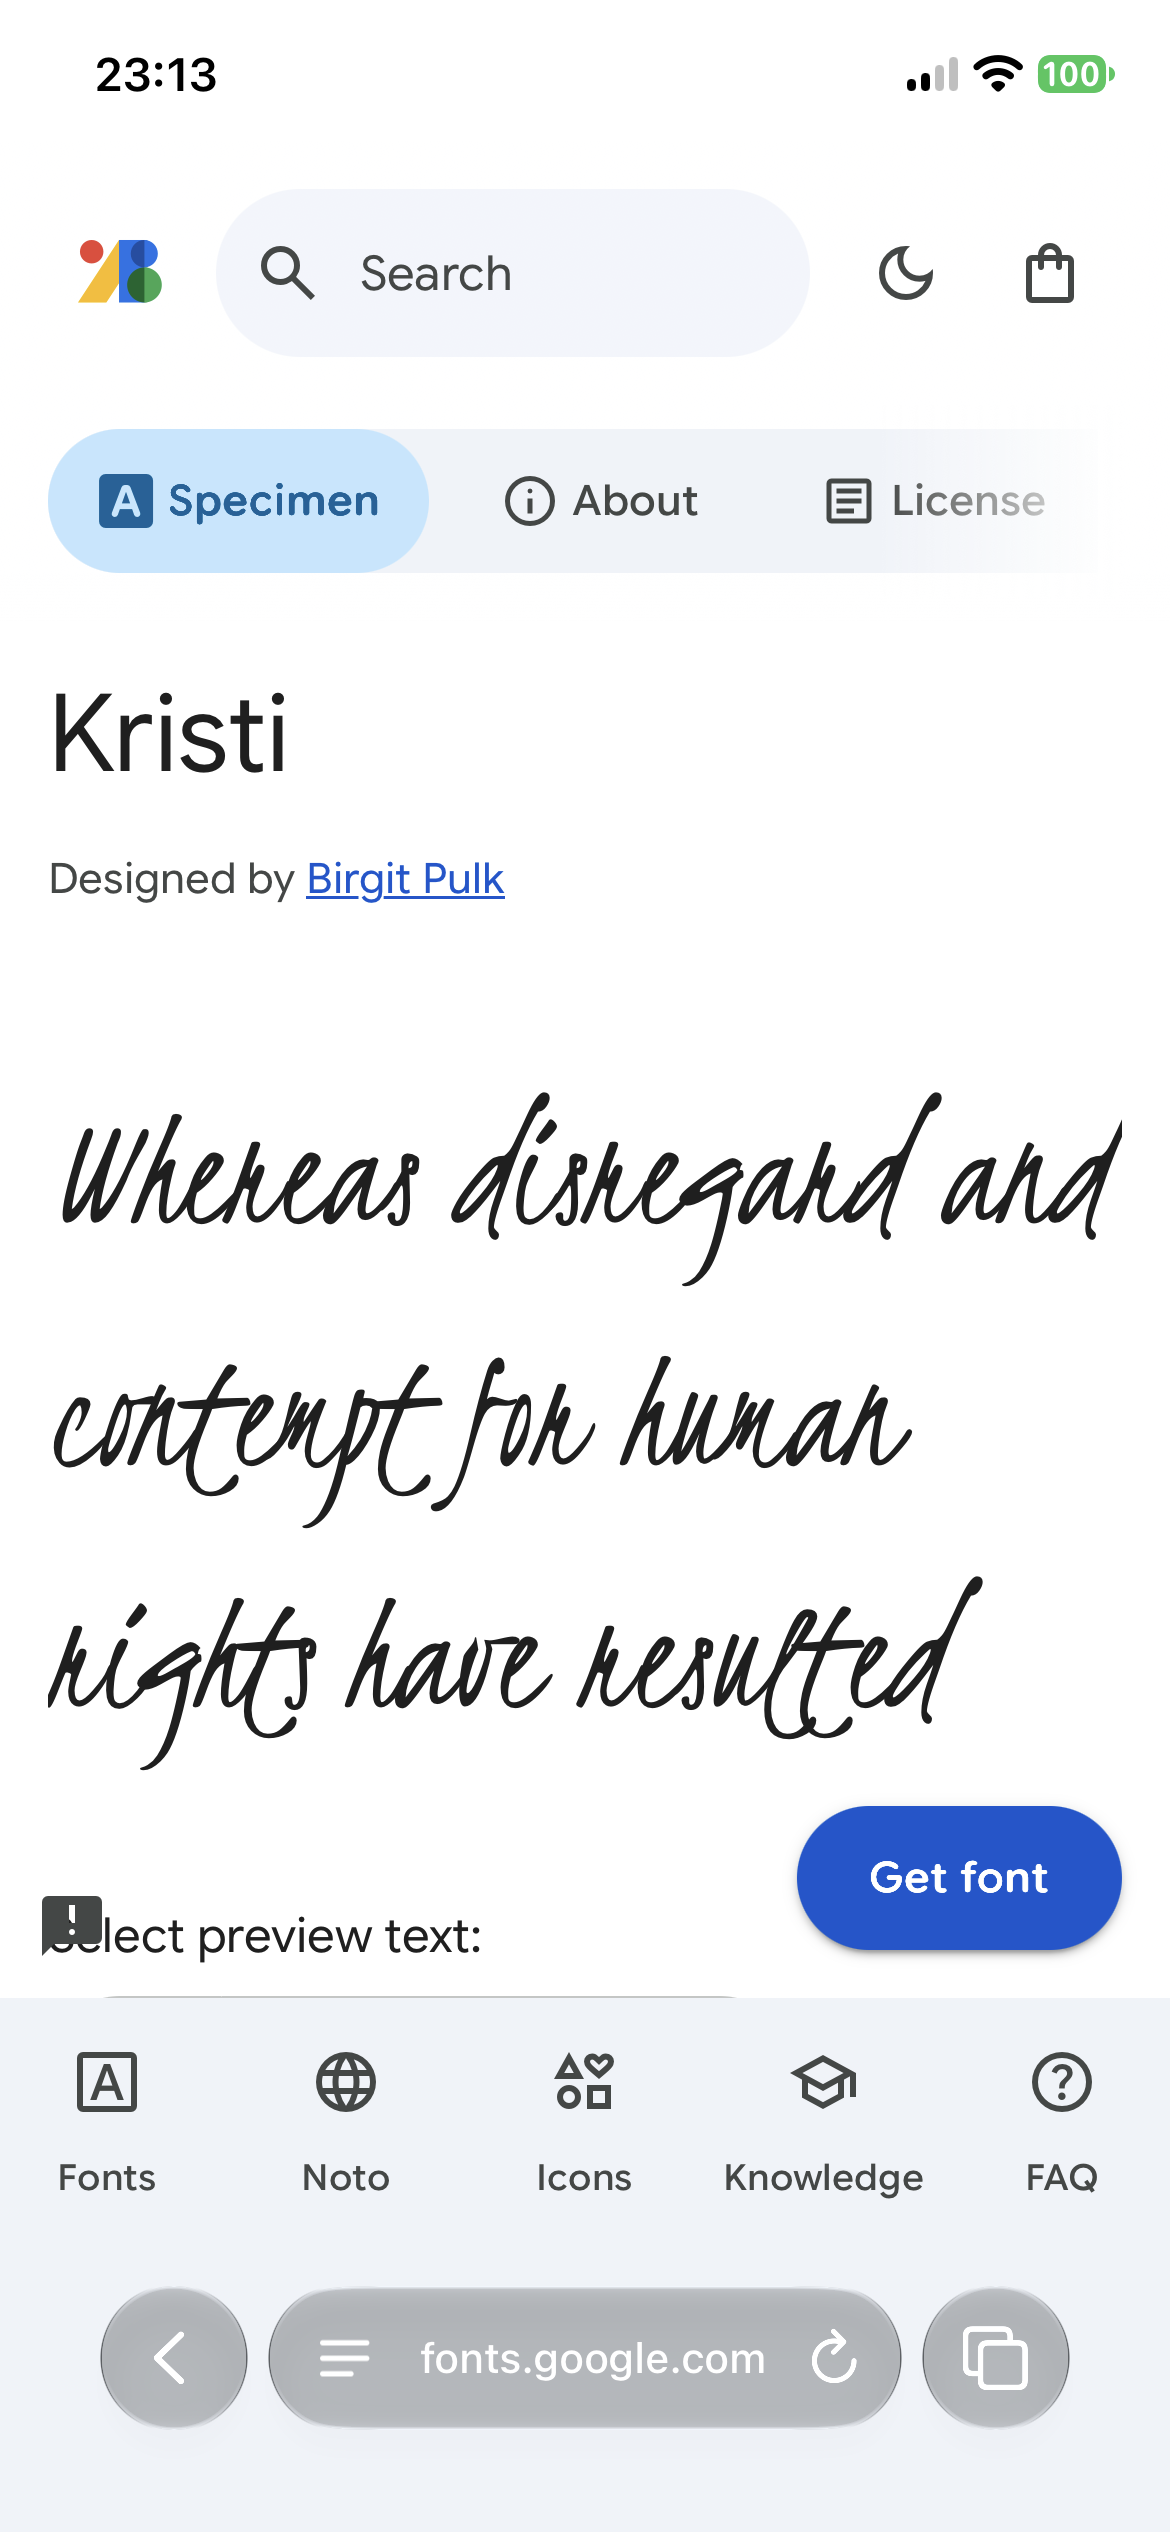 23:13
100
Search
Specimen
About
License
Kristi
Designed by Birgit Pulk
Whereas disregard and
contempt for human
rights have resulted
Get font
Select preview text:
Fonts
Noto
Icons
Knowledge
FAQ
fonts.google.com